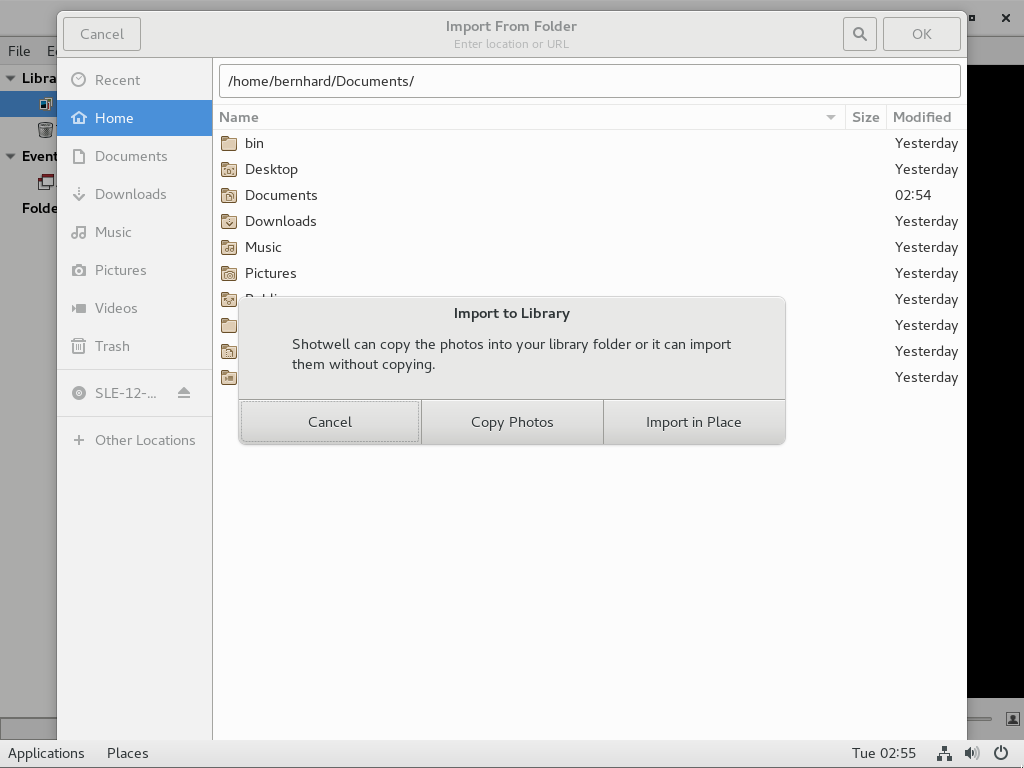 Cancel
Import From Folder
Enter location or URL
OK
File
Libra
Event
Folde
Recent
Home
Documents
Downloads
Music
Pictures
Videos
Trash
SLE-12-...
Other Locations
/home/bernhard/Documents/
Name Size Modified
bin Yesterday
Desktop Yesterday
Documents 02:54
Downloads Yesterday
Music Yesterday
Pictures Yesterday
Yesterday
Yesterday
Yesterday
Yesterday
Import to Library
Shotwell can copy the photos into your library folder or it can import
them without copying.
Cancel Copy Photos Import in Place
Applications Places Tue 02:55